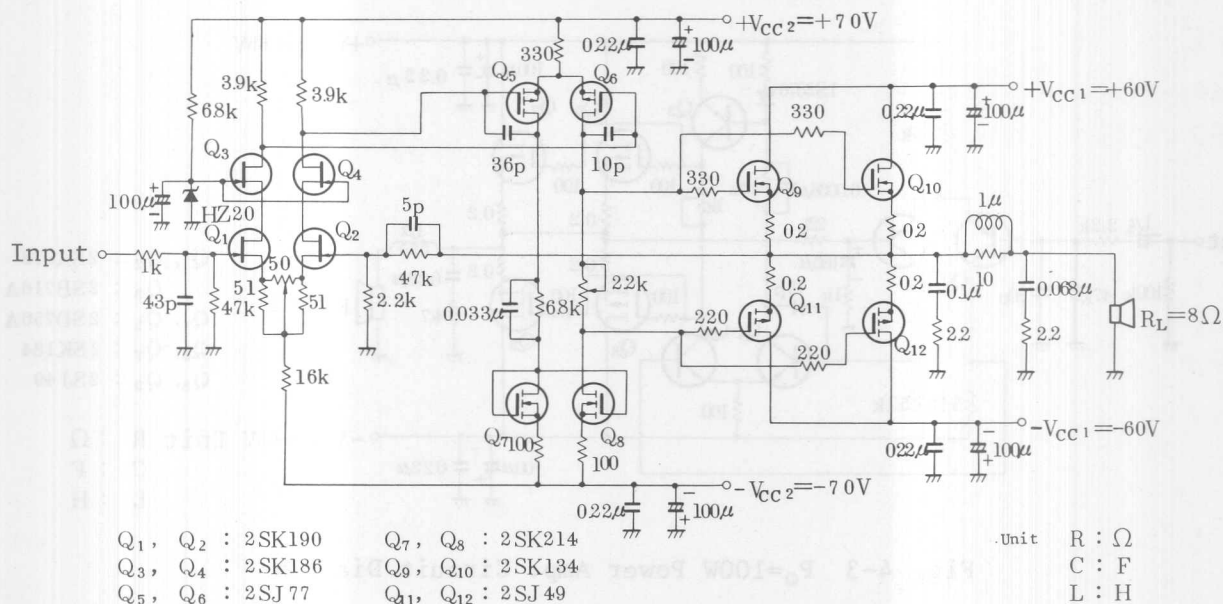 +VCC2=+70V
330
0.22μ
+
100μ
-
Q5
Q6
3.9k
3.9k
68k
36p
10p
+VCC1=+60V
0.22μ
+
100μ
-
330
330
Q3
Q4
Q9
Q10
+
100μ
-
HZ20
5p
0.2
0.2
1μ
Input
Q1
Q2
1k
50
47k
10
43p
47k
51
51
2.2k
0.033μ
6.8k
2.2k
0.2
0.2
0.1μ
0.068μ
RL=8Ω
Q11
Q12
220
220
2.2
2.2
16k
Q7
Q8
100
100
-VCC1=-60V
0.22μ
-
100μ
+
-VCC2=-70V
0.22μ
-
100μ
+
Q1, Q2 : 2SK190
Q3, Q4 : 2SK186
Q5, Q6 : 2SJ77
Q7, Q8 : 2SK214
Q9, Q10 : 2SK134
Q11, Q12 : 2SJ49
Unit R : Ω
C : F
L : H